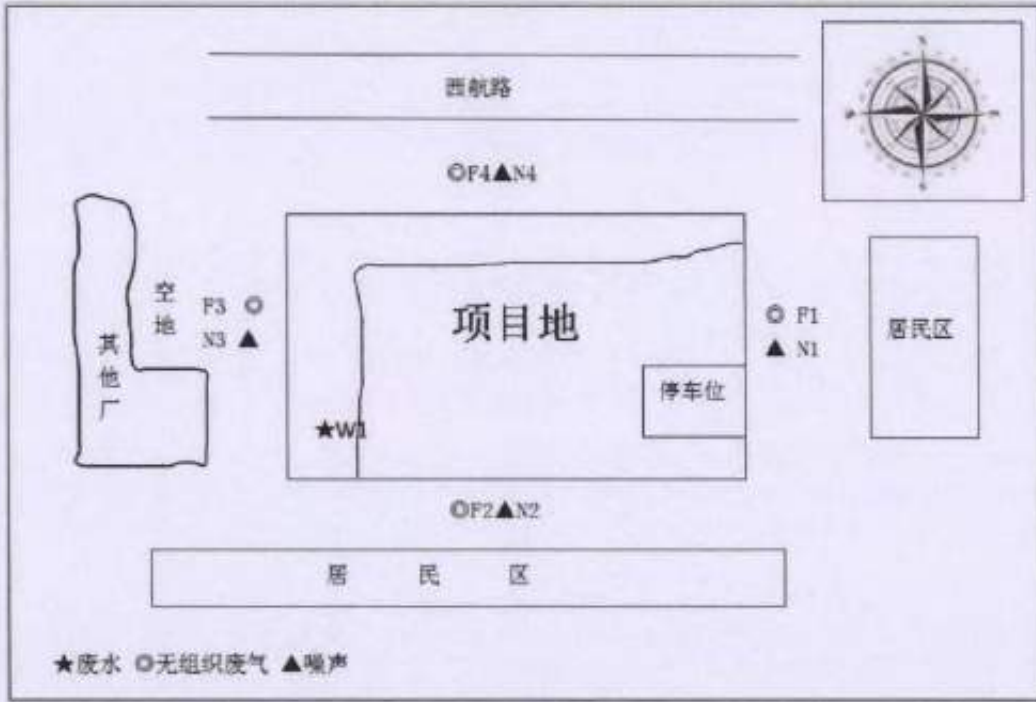 西航路
N
S
◎F4▲N4
空地
F3 ◎
N3 ▲
其他厂
项目地
◎ F1
▲ N1
居民区
停车位
★W1
◎F2▲N2
居 民 区
★废水 ◎无组织废气 ▲噪声